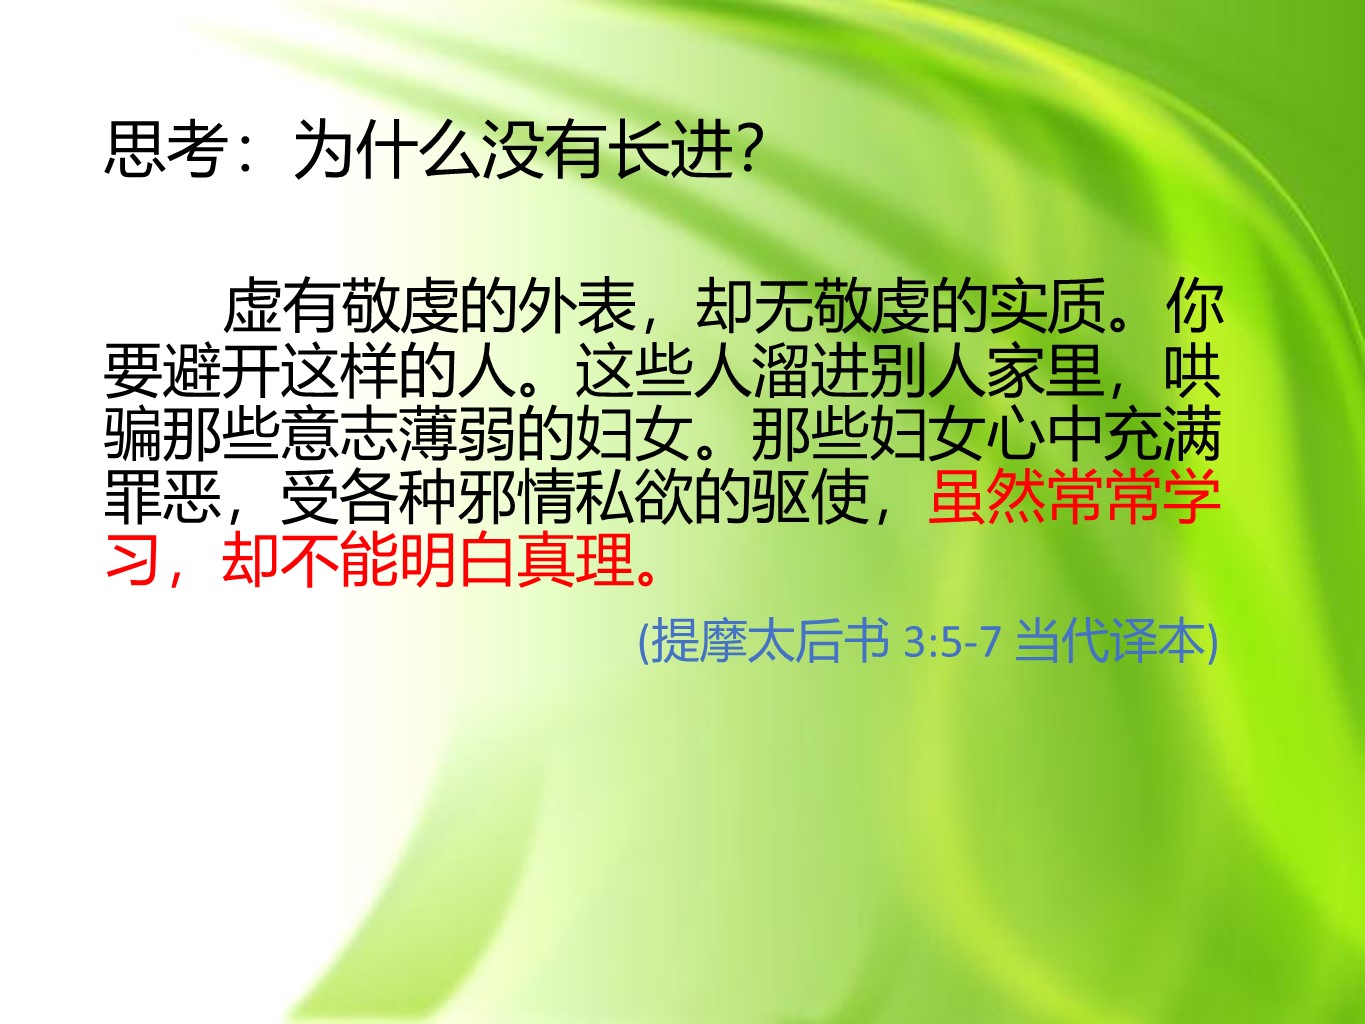 思考：为什么没有长进？
虚有敬虔的外表，却无敬虔的实质。你
要避开这样的人。这些人溜进别人家里，哄
骗那些意志薄弱的妇女。那些妇女心中充满
罪恶，受各种邪情私欲的驱使，虽然常常学
习，却不能明白真理。
(提摩太后书 3:5-7 当代译本)